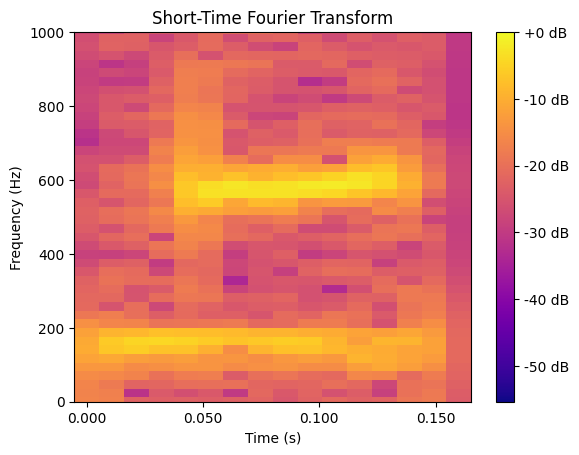 Short-Time Fourier Transform
1000
800
600
400
200
0
Frequency (Hz)
0.000 0.050 0.100 0.150
Time (s)
+0 dB
-10 dB
-20 dB
-30 dB
-40 dB
-50 dB